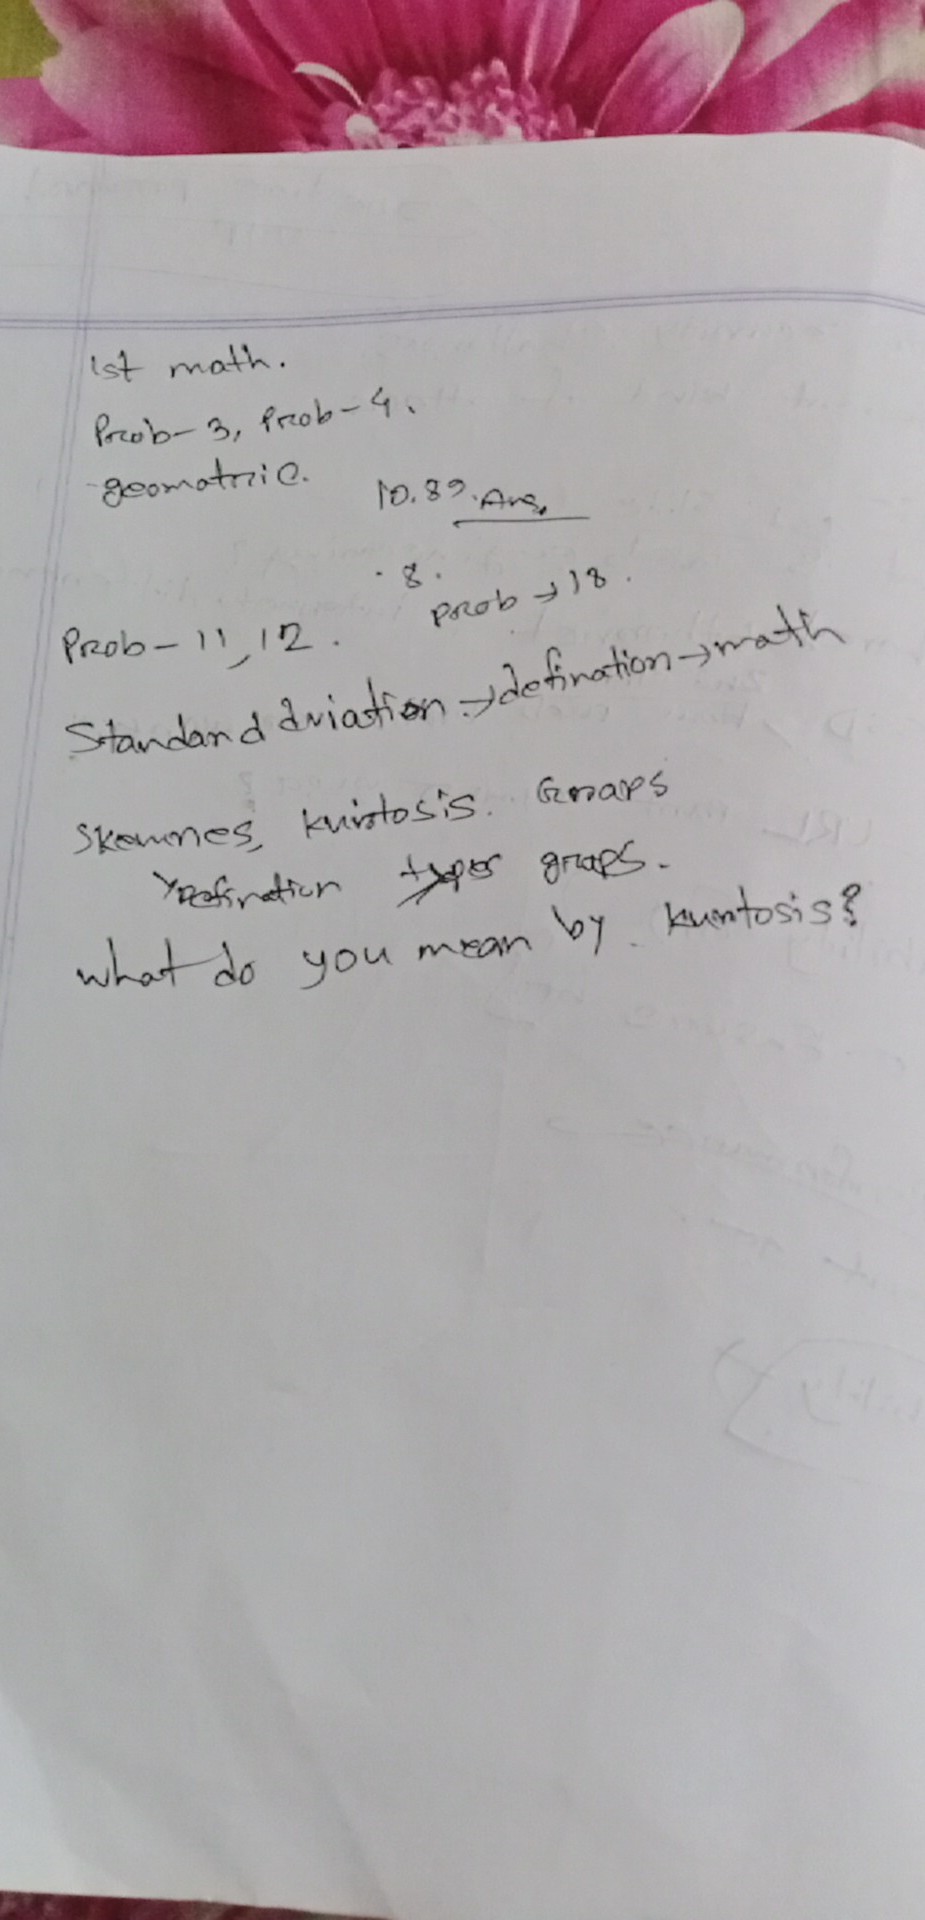 1st math.
Prob-3, Prob-4.
geomatric.
10.89. Ans,
.8.
Prob → 18.
Prob-11,12.
Standard dviation → defination → math
Skewnes, kurtosis. Graps
Defination types graps.
what do you mean by kurtosis?